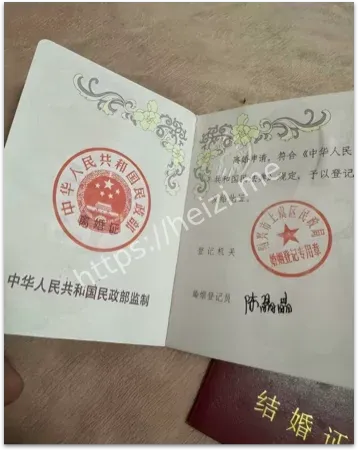 中华人民共和国民政部
离婚证
中华人民共和国民政部监制
离婚申请,符合《中华人民
共和国
规定,予以登记
登记机关
婚姻登记专用章
婚姻登记员
https://heizi.me
结婚证